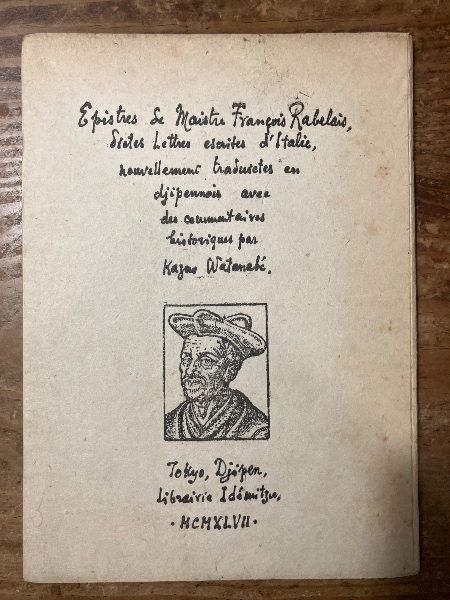 Epistres de Maistre François Rabelais,
dictes Lettres escrites d'Italie,
nouvellement traduictes en
djipennois avec
des commentaires
historiques par
Kazuo Watanabé.
Tokyo, Djipen,
Librairie Idémitzu,
·MCMXLVII·